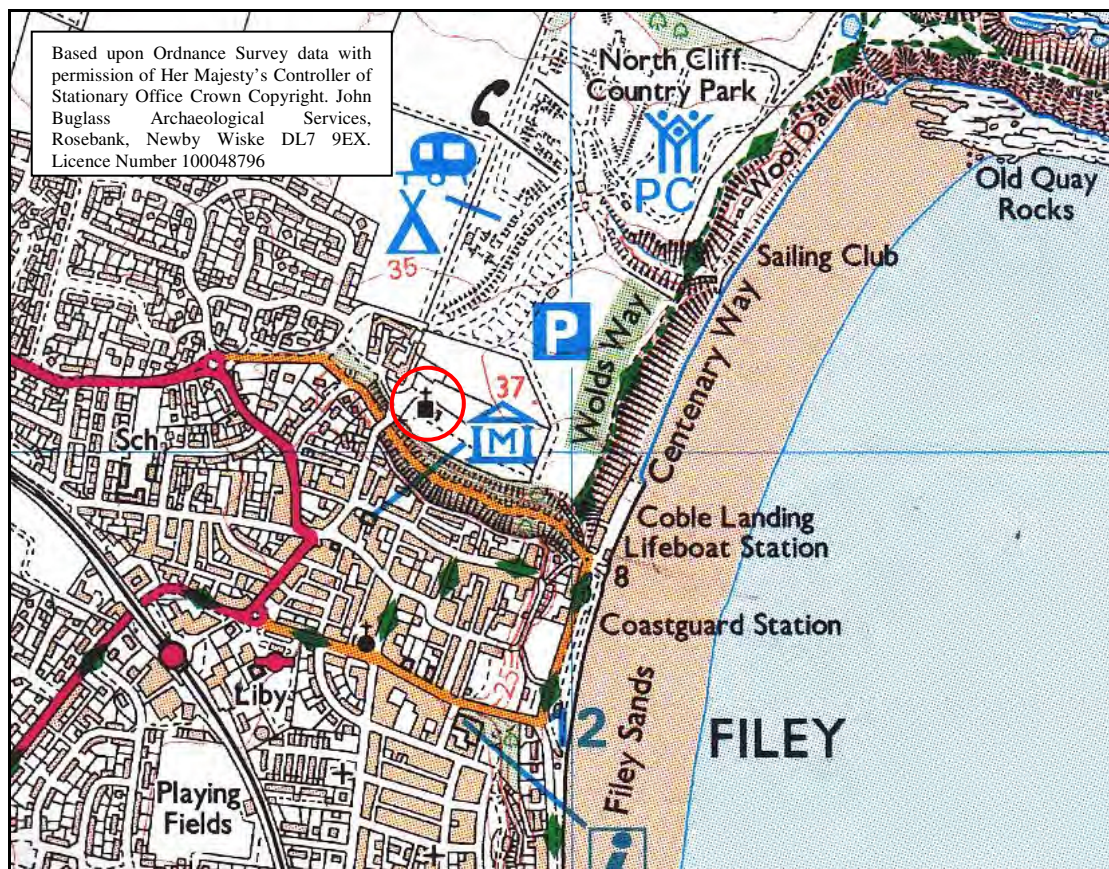 Based upon Ordnance Survey data with
permission of Her Majesty's Controller of
Stationary Office Crown Copyright. John
Buglass Archaeological Services,
Rosebank, Newby Wiske DL7 9EX.
Licence Number 100048796
North Cliff
Country Park
PC
Wool Dale
Old Quay
Rocks
Sailing Club
35
P
37
Wolds Way
Centenary Way
M
Sch
Coble Landing
Lifeboat Station
8
Coastguard Station
Liby
25
12
Filey Sands
FILEY
Playing
Fields
i